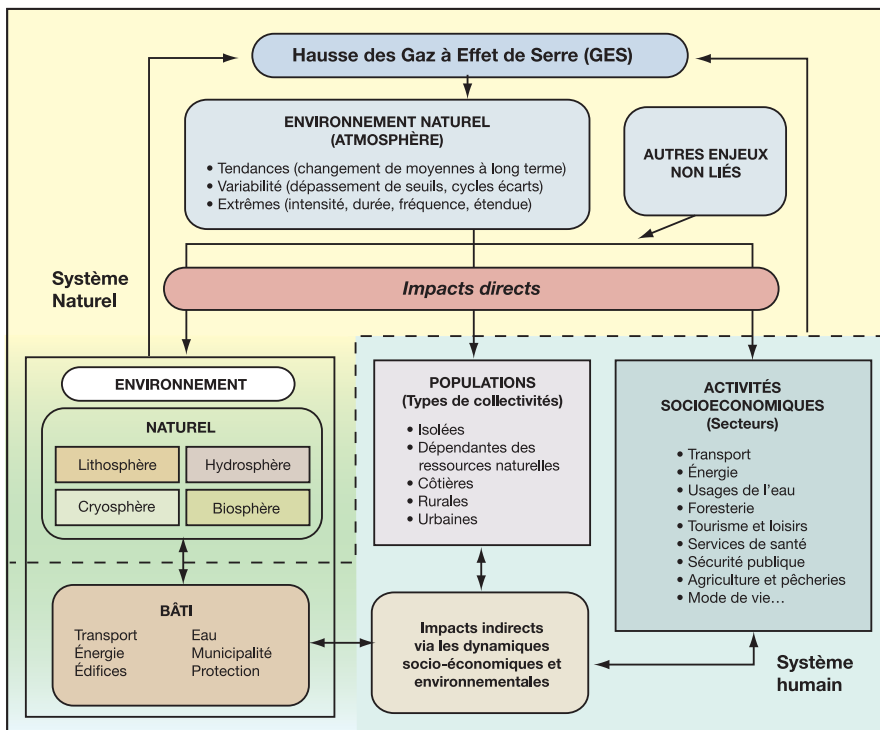 Hausse des Gaz à Effet de Serre (GES)
ENVIRONNEMENT NATUREL
(ATMOSPHÈRE)
• Tendances (changement de moyennes à long terme)
• Variabilité (dépassement de seuils, cycles écarts)
• Extrêmes (intensité, durée, fréquence, étendue)
AUTRES ENJEUX
NON LIÉS
Système
Naturel
Impacts directs
ENVIRONNEMENT
NATUREL
Lithosphère
Hydrosphère
Cryosphère
Biosphère
POPULATIONS
(Types de collectivités)
• Isolées
• Dépendantes des
ressources naturelles
• Côtières
• Rurales
• Urbaines
ACTIVITÉS
SOCIOECONOMIQUES
(Secteurs)
• Transport
• Énergie
• Usages de l'eau
• Foresterie
• Tourisme et loisirs
• Services de santé
• Sécurité publique
• Agriculture et pêcheries
• Mode de vie…
BÂTI
Transport
Énergie
Édifices
Eau
Municipalité
Protection
Impacts indirects
via les dynamiques
socio-économiques et
environnementales
Système
humain